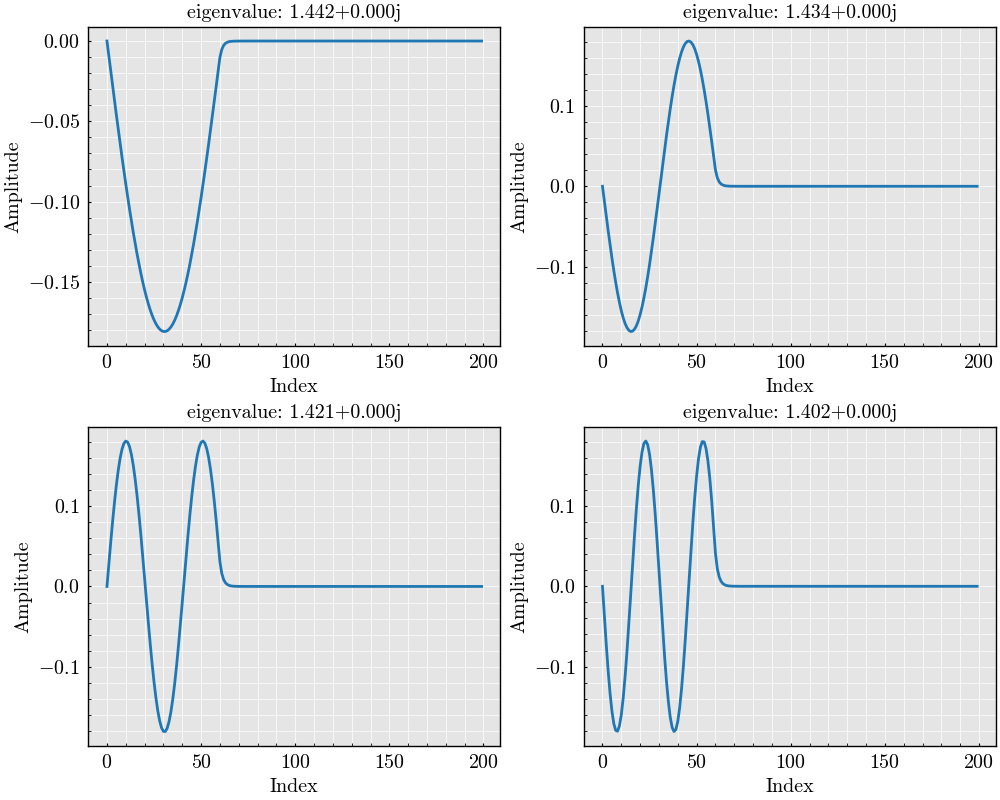 eigenvalue: 1.442+0.000j
Amplitude
0.00
−0.05
−0.10
−0.15
0 50 100 150 200
Index
eigenvalue: 1.434+0.000j
Amplitude
0.1
0.0
−0.1
0 50 100 150 200
Index
eigenvalue: 1.421+0.000j
Amplitude
0.1
0.0
−0.1
0 50 100 150 200
Index
eigenvalue: 1.402+0.000j
Amplitude
0.1
0.0
−0.1
0 50 100 150 200
Index